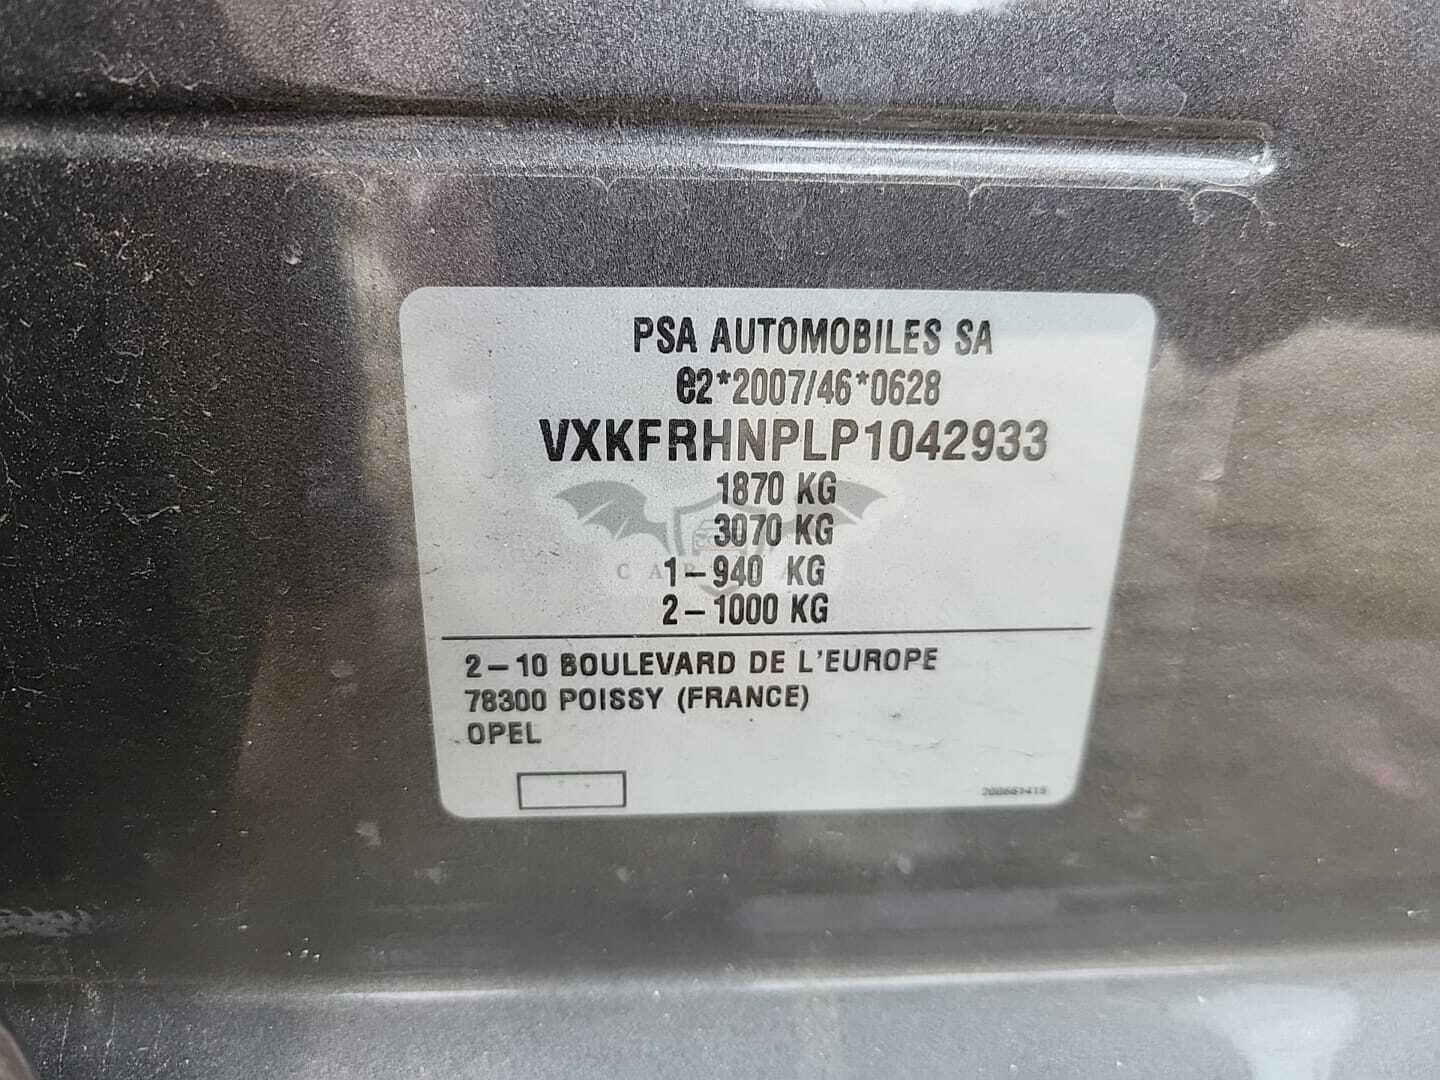 PSA AUTOMOBILES SA
e2*2007/46*0628
VXKFRHNPLP1042933
1870 KG
3070 KG
1-940 KG
2-1000 KG
2-10 BOULEVARD DE L'EUROPE
78300 POISSY (FRANCE)
OPEL